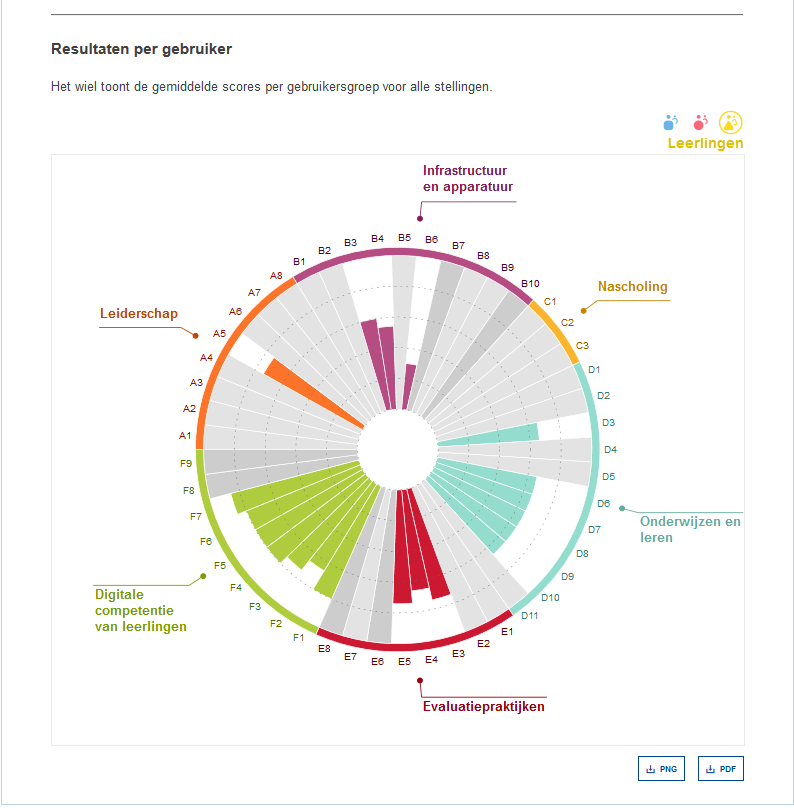 Resultaten per gebruiker
Het wiel toont de gemiddelde scores per gebruikersgroep voor alle stellingen.
Leerlingen
Infrastructuur
en apparatuur
B1
B2
B3
B4
B5
B6
B7
B8
B9
B10
Nascholing
C1
C2
C3
D1
D2
D3
D4
D5
D6
D7
D8
D9
D10
D11
Onderwijzen en
leren
E1
E2
E3
E4
E5
E6
E7
E8
Evaluatiepraktijken
F1
F2
F3
F4
F5
F6
F7
F8
F9
Digitale
competentie
van leerlingen
A1
A2
A3
A4
A5
A6
A7
A8
Leiderschap
PNG
PDF